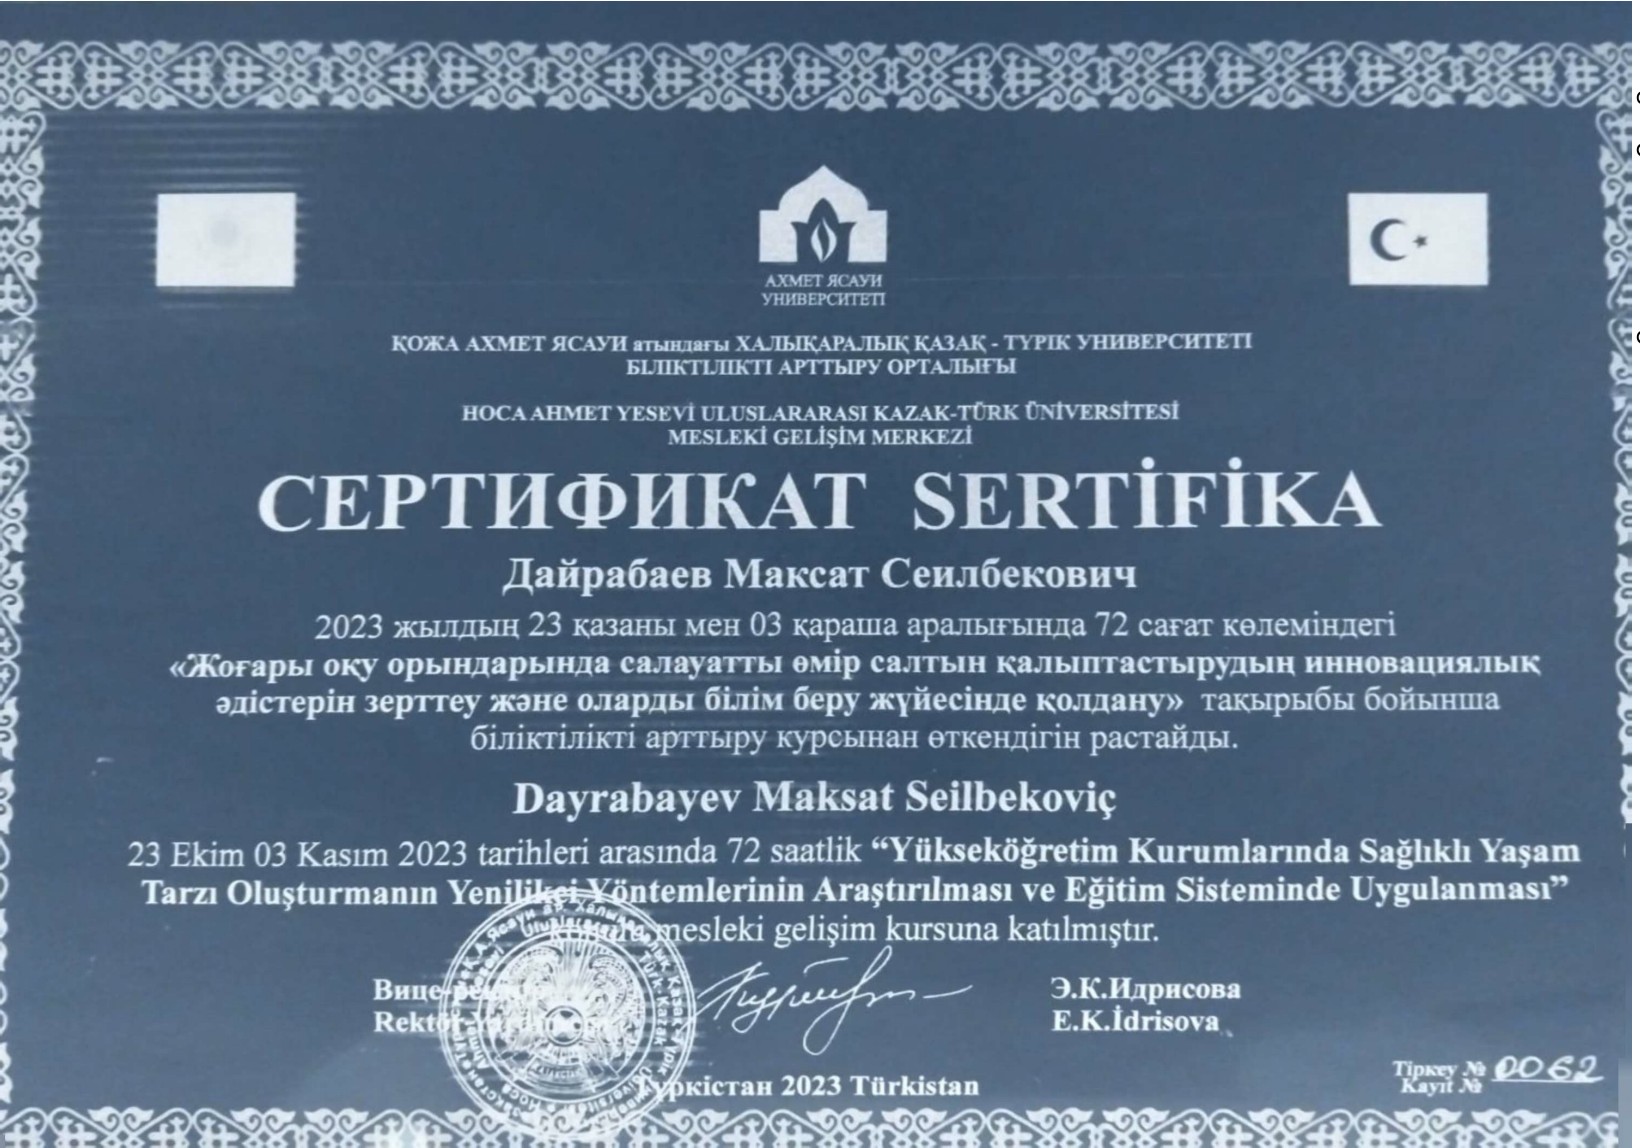 АХМЕТ ЯСАУИ
УНИВЕРСИТЕТІ
ҚОЖА АХМЕТ ЯСАУИ атындағы ХАЛЫҚАРАЛЫҚ ҚАЗАҚ - ТҮРІК УНИВЕРСИТЕТІ
БІЛІКТІЛІКТІ АРТТЫРУ ОРТАЛЫҒЫ
HOCA AHMET YESEVİ ULUSLARARASI KAZAK-TÜRK ÜNİVERSİTESİ
MESLEKİ GELİŞİM MERKEZİ
СЕРТИФИКАТ SERTİFİKA
Дайрабаев Максат Сеилбекович
2023 жылдың 23 қазаны мен 03 қараша аралығында 72 сағат көлеміндегі
«Жоғары оқу орындарында салауатты өмір салтын қалыптастырудың инновациялық
әдістерін зерттеу және оларды білім беру жүйесінде қолдану» тақырыбы бойынша
біліктілікті арттыру курсынан өткендігін растайды.
Dayrabayev Maksat Seilbekoviç
23 Ekim 03 Kasım 2023 tarihleri arasında 72 saatlik “Yükseköğretim Kurumlarında Sağlıklı Yaşam
Tarzı Oluşturmanın Yenilikçi Yöntemlerinin Araştırılması ve Eğitim Sisteminde Uygulanması”
mesleki gelişim kursuna katılmıştır.
Вице-ректор Э.К.Идрисова
Rektör E.K.İdrisova
Түркістан 2023 Türkistan
Тіркеу № 0062
Kayıt №